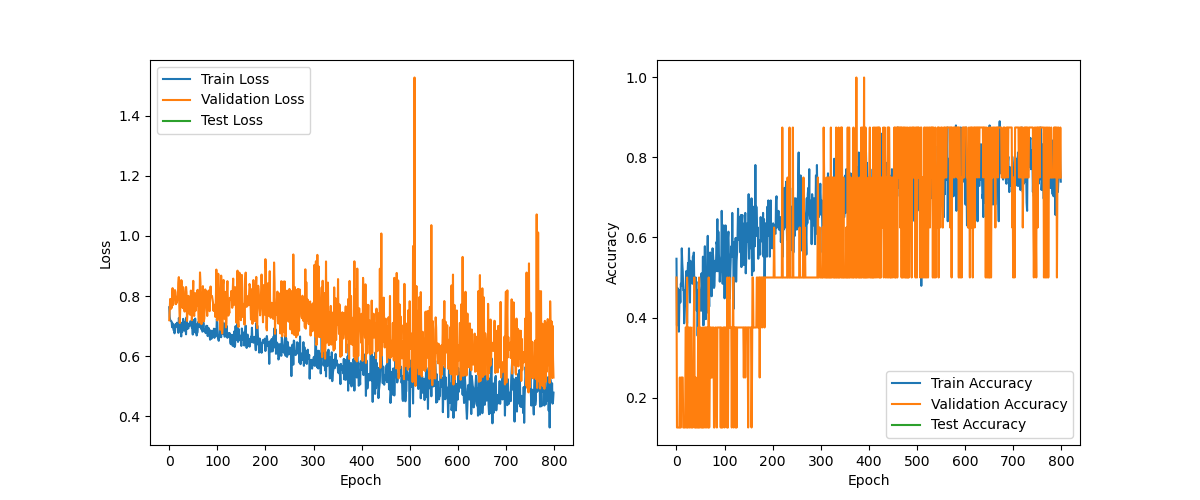 Train Loss
Validation Loss
Test Loss
Loss
1.4
1.2
1.0
0.8
0.6
0.4
0 100 200 300 400 500 600 700 800
Epoch
Accuracy
1.0
0.8
0.6
0.4
0.2
Train Accuracy
Validation Accuracy
Test Accuracy
0 100 200 300 400 500 600 700 800
Epoch